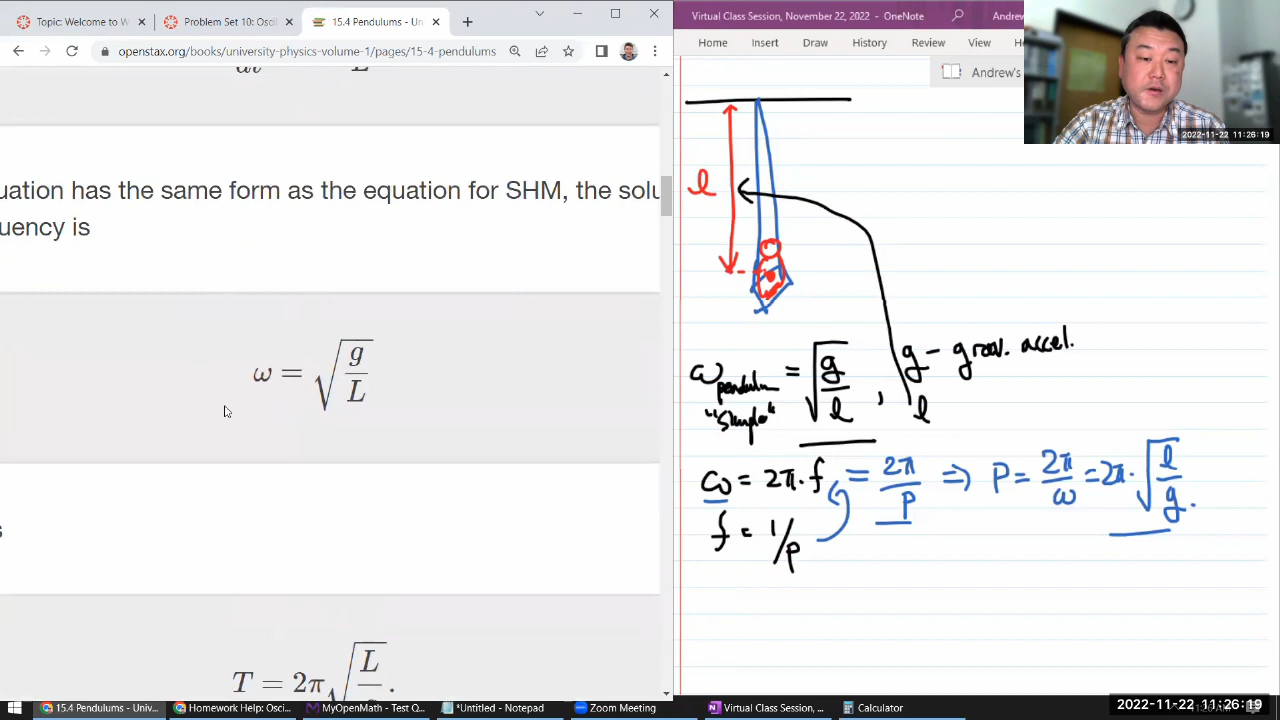 Topic: Welcome to W
Problem Set 10: Osci
15.4 Pendulums - Uni
openstax.org/books/university-physics-volume-1/pages/15-4-pendulums
uation has the same form as the equation for SHM, the solu
uency is
ω = √(g/L)
s
T = 2π√(L/
Virtual Class Session, November 22, 2022 - OneNote
Andrew
Home Insert Draw History Review View
Andrew's
2022-11-22 11:26:19
l
ω pendulum "simple" = √(g/l), g - grav. accel.
l
ω = 2π·f = 2π/P ⇒ P = 2π/ω = 2π·√(l/g).
f = 1/P
15.4 Pendulums - Univ...
Homework Help: Osci...
MyOpenMath - Test Q...
*Untitled - Notepad
Zoom Meeting
Virtual Class Session, ...
Calculator
2022-11-22 11:26:19